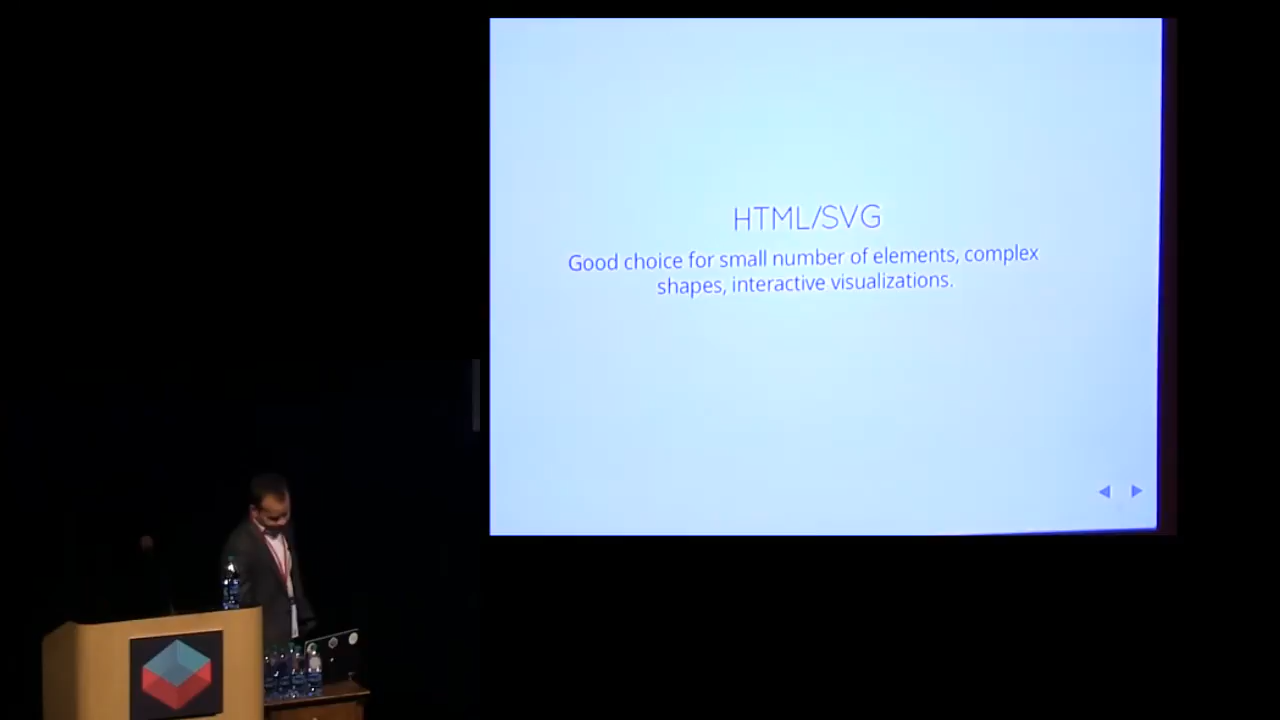 HTML/SVG
Good choice for small number of elements, complex
shapes, interactive visualizations.